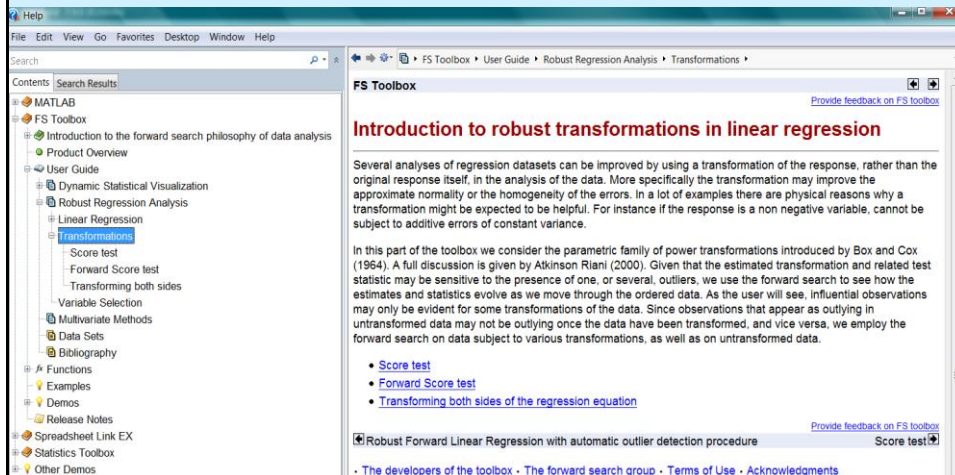 Help
File Edit View Go Favorites Desktop Window Help
Search
Contents Search Results
MATLAB
FS Toolbox
Introduction to the forward search philosophy of data analysis
Product Overview
User Guide
Dynamic Statistical Visualization
Robust Regression Analysis
Linear Regression
Transformations
Score test
Forward Score test
Transforming both sides
Variable Selection
Multivariate Methods
Data Sets
Bibliography
fx Functions
Examples
Demos
Release Notes
Spreadsheet Link EX
Statistics Toolbox
Other Demos
FS Toolbox ▶ User Guide ▶ Robust Regression Analysis ▶ Transformations ▶
FS Toolbox
Provide feedback on FS toolbox
Introduction to robust transformations in linear regression
Several analyses of regression datasets can be improved by using a transformation of the response, rather than the
original response itself, in the analysis of the data. More specifically the transformation may improve the
approximate normality or the homogeneity of the errors. In a lot of examples there are physical reasons why a
transformation might be expected to be helpful. For instance if the response is a non negative variable, cannot be
subject to additive errors of constant variance.
In this part of the toolbox we consider the parametric family of power transformations introduced by Box and Cox
(1964). A full discussion is given by Atkinson Riani (2000). Given that the estimated transformation and related test
statistic may be sensitive to the presence of one, or several, outliers, we use the forward search to see how the
estimates and statistics evolve as we move through the ordered data. As the user will see, influential observations
may only be evident for some transformations of the data. Since observations that appear as outlying in
untransformed data may not be outlying once the data have been transformed, and vice versa, we employ the
forward search on data subject to various transformations, as well as on untransformed data.
• Score test
• Forward Score test
• Transforming both sides of the regression equation
Provide feedback on FS toolbox
Robust Forward Linear Regression with automatic outlier detection procedure Score test
• The developers of the toolbox • The forward search group • Terms of Use • Acknowledgments